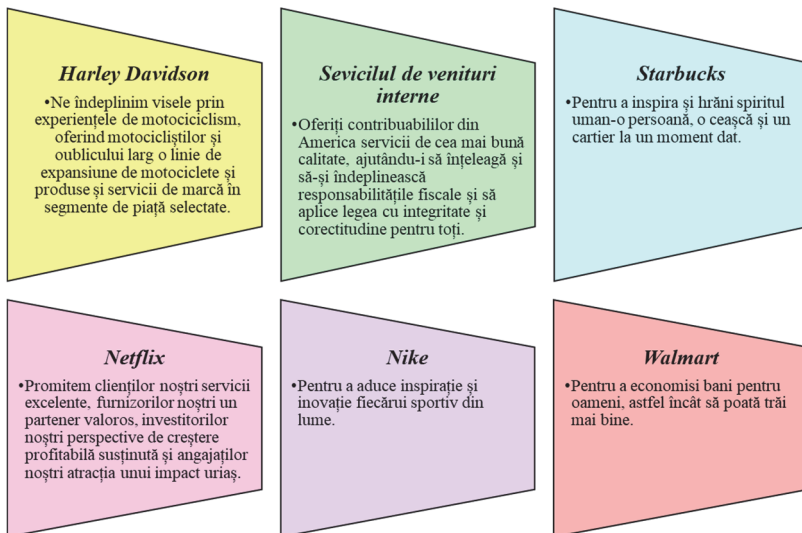 Harley Davidson
•Ne îndeplinim visele prin
experiențele de motociciclism,
oferind motocicliștilor și
oublicului larg o linie de
expansiune de motociclete și
produse și servicii de marcă în
segmente de piață selectate.
Sevicilul de venituri
interne
•Oferiți contribuabililor din
America servicii de cea mai bună
calitate, ajutându-i să înțeleagă și
să-și îndeplinească
responsabilitățile fiscale și să
aplice legea cu integritate și
corectitudine pentru toți.
Starbucks
•Pentru a inspira și hrăni spiritul
uman-o persoană, o ceașcă și un
cartier la un moment dat.
Netflix
•Promitem clienților noștri servicii
excelente, furnizorilor noștri un
partener valoros, investitorilor
noștri perspective de creștere
profitabilă susținută și angajaților
noștri atracția unui impact uriaș.
Nike
•Pentru a aduce inspirație și
inovație fiecărui sportiv din
lume.
Walmart
•Pentru a economisi bani pentru
oameni, astfel încât să poată trăi
mai bine.